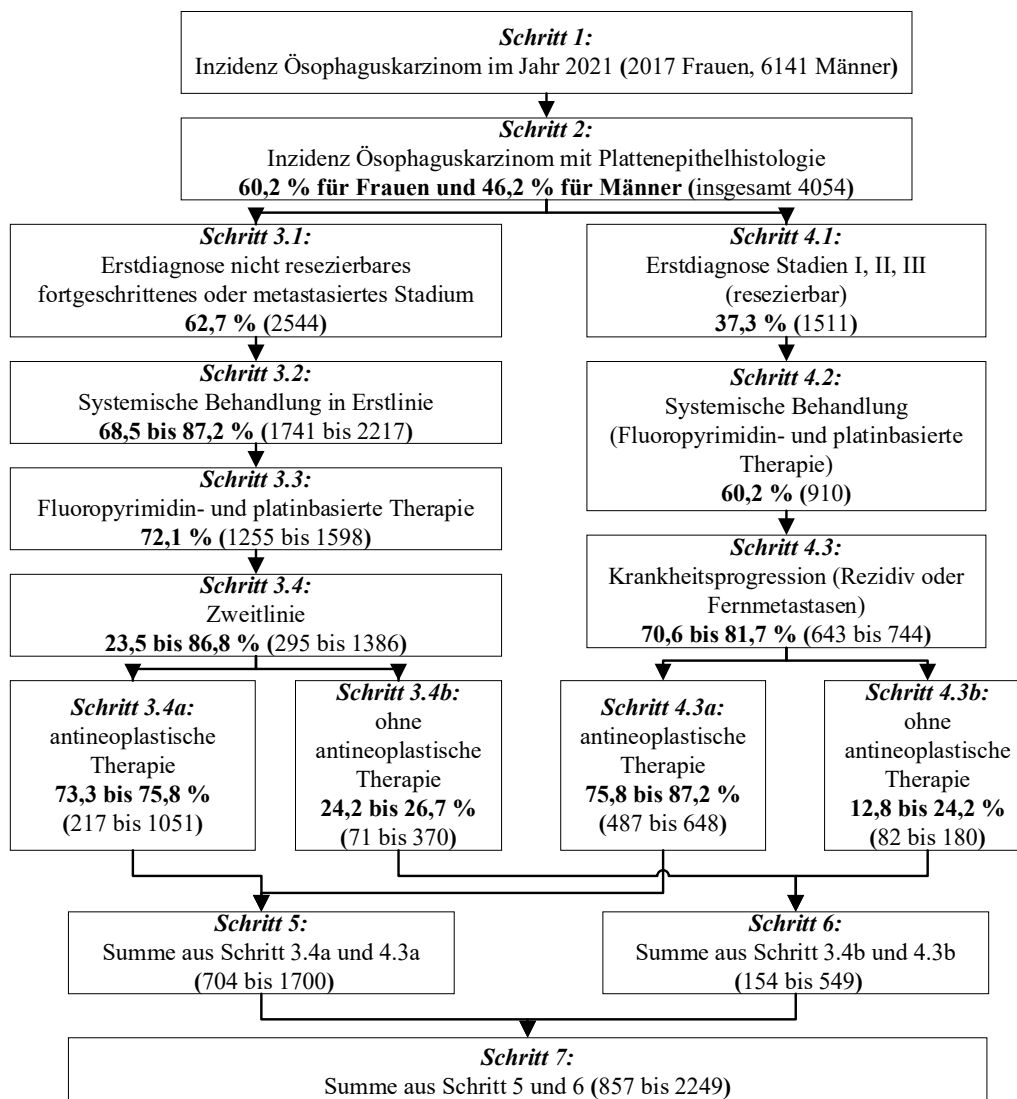 Schritt 1:
Inzidenz Ösophaguskarzinom im Jahr 2021 (2017 Frauen, 6141 Männer)
Schritt 2:
Inzidenz Ösophaguskarzinom mit Plattenepithelhistologie
60,2 % für Frauen und 46,2 % für Männer (insgesamt 4054)
Schritt 3.1:
Erstdiagnose nicht resezierbares
fortgeschrittenes oder metastasiertes Stadium
62,7 % (2544)
Schritt 4.1:
Erstdiagnose Stadien I, II, III
(resezierbar)
37,3 % (1511)
Schritt 3.2:
Systemische Behandlung in Erstlinie
68,5 bis 87,2 % (1741 bis 2217)
Schritt 4.2:
Systemische Behandlung
(Fluoropyrimidin- und platinbasierte
Therapie)
60,2 % (910)
Schritt 3.3:
Fluoropyrimidin- und platinbasierte Therapie
72,1 % (1255 bis 1598)
Schritt 4.3:
Krankheitsprogression (Rezidiv oder
Fernmetastasen)
70,6 bis 81,7 % (643 bis 744)
Schritt 3.4:
Zweitlinie
23,5 bis 86,8 % (295 bis 1386)
Schritt 3.4a:
antineoplastische
Therapie
73,3 bis 75,8 %
(217 bis 1051)
Schritt 3.4b:
ohne
antineoplastische
Therapie
24,2 bis 26,7 %
(71 bis 370)
Schritt 4.3a:
antineoplastische
Therapie
75,8 bis 87,2 %
(487 bis 648)
Schritt 4.3b:
ohne
antineoplastische
Therapie
12,8 bis 24,2 %
(82 bis 180)
Schritt 5:
Summe aus Schritt 3.4a und 4.3a
(704 bis 1700)
Schritt 6:
Summe aus Schritt 3.4b und 4.3b
(154 bis 549)
Schritt 7:
Summe aus Schritt 5 und 6 (857 bis 2249)